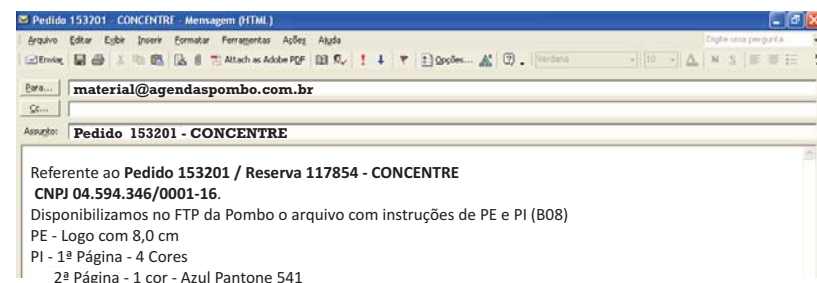 Pedido 153201 - CONCENTRE - Mensagem (HTML)
Arquivo Editar Exibir Inserir Formatar Ferramentas Ações Ajuda Digite uma pergunta
Enviar Attach as Adobe PDF Opções... Verdana 10 N S
Para... material@agendaspombo.com.br
Cc...
Assunto: Pedido 153201 - CONCENTRE
Referente ao Pedido 153201 / Reserva 117854 - CONCENTRE
CNPJ 04.594.346/0001-16.
Disponibilizamos no FTP da Pombo o arquivo com instruções de PE e PI (B08)
PE - Logo com 8,0 cm
PI - 1ª Página - 4 Cores
2ª Página - 1 cor - Azul Pantone 541